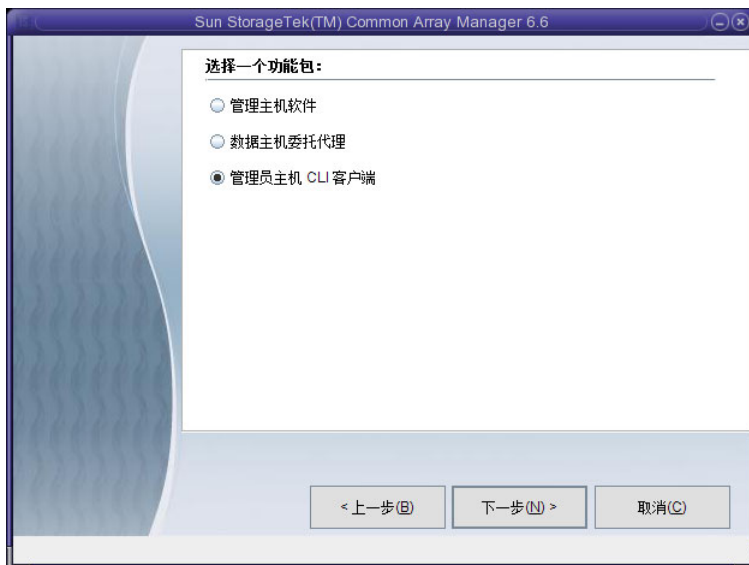 Sun StorageTek(TM) Common Array Manager 6.6
选择一个功能包：
管理主机软件
数据主机委托代理
管理员主机 CLI 客户端
< 上一步(B)
下一步(N) >
取消(C)